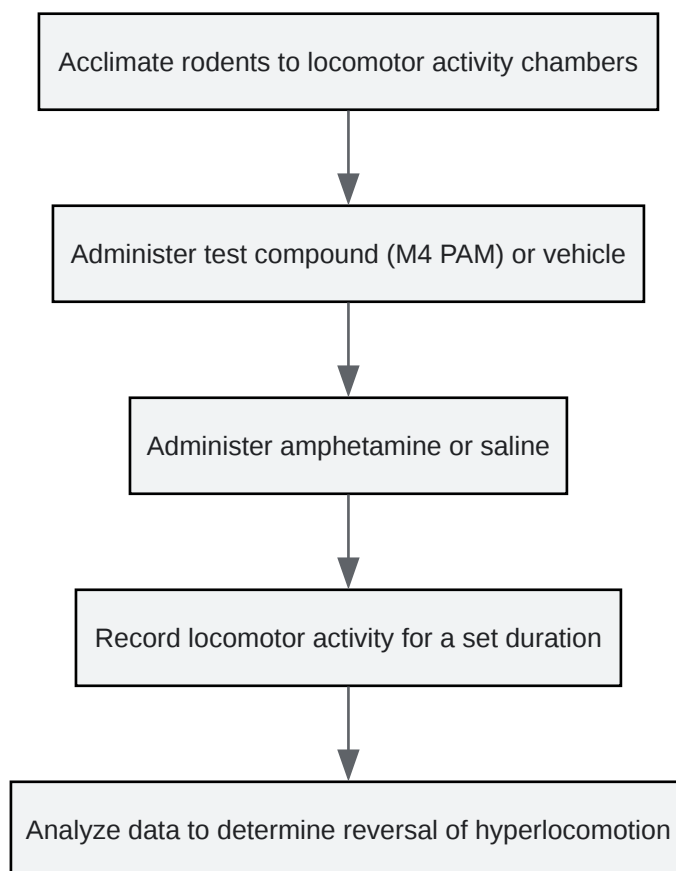 Acclimate rodents to locomotor activity chambers
Administer test compound (M4 PAM) or vehicle
Administer amphetamine or saline
Record locomotor activity for a set duration
Analyze data to determine reversal of hyperlocomotion